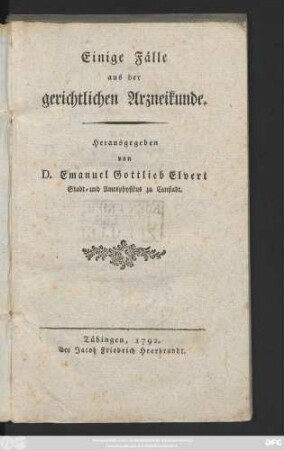 Einige Fälle
aus der
gerichtlichen Arzneikunde.
Herausgegeben
von
D. Emanuel Gottlieb Elvert
Stadt- und Amtsphysikus zu Canstadt.
Tübingen, 1792.
Bey Jacob Friedrich Heerbrandt.